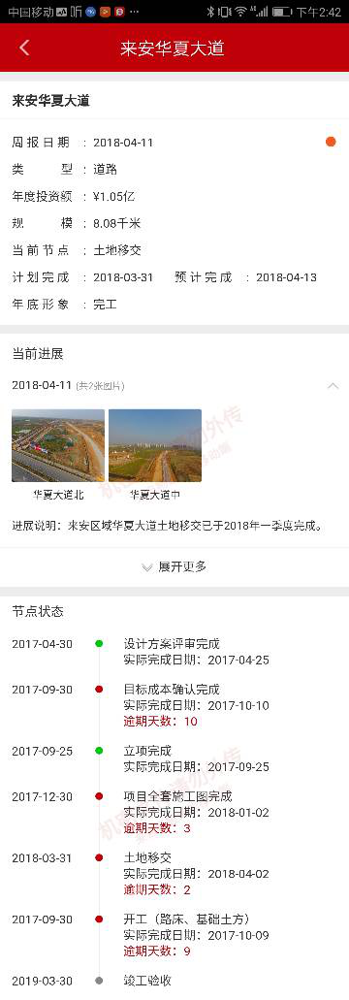 中国移动
下午2:42
来安华夏大道
来安华夏大道
周报日期：2018-04-11
类型：道路
年度投资额：¥1.05亿
规模：8.08千米
当前节点：土地移交
计划完成：2018-03-31 预计完成：2018-04-13
年底形象：完工
当前进展
2018-04-11 (共2张图片)
华夏大道北 华夏大道中
进展说明：来安区域华夏大道土地移交已于2018年一季度完成。
展开更多
节点状态
2017-04-30 设计方案评审完成
实际完成日期：2017-04-25
2017-09-30 目标成本确认完成
实际完成日期：2017-10-10
逾期天数：10
2017-09-25 立项完成
实际完成日期：2017-09-25
2017-12-30 项目全套施工图完成
实际完成日期：2018-01-02
逾期天数：3
2018-03-31 土地移交
实际完成日期：2018-04-02
逾期天数：2
2017-09-30 开工（路床、基础土方）
实际完成日期：2017-10-09
逾期天数：9
2019-03-30 竣工验收